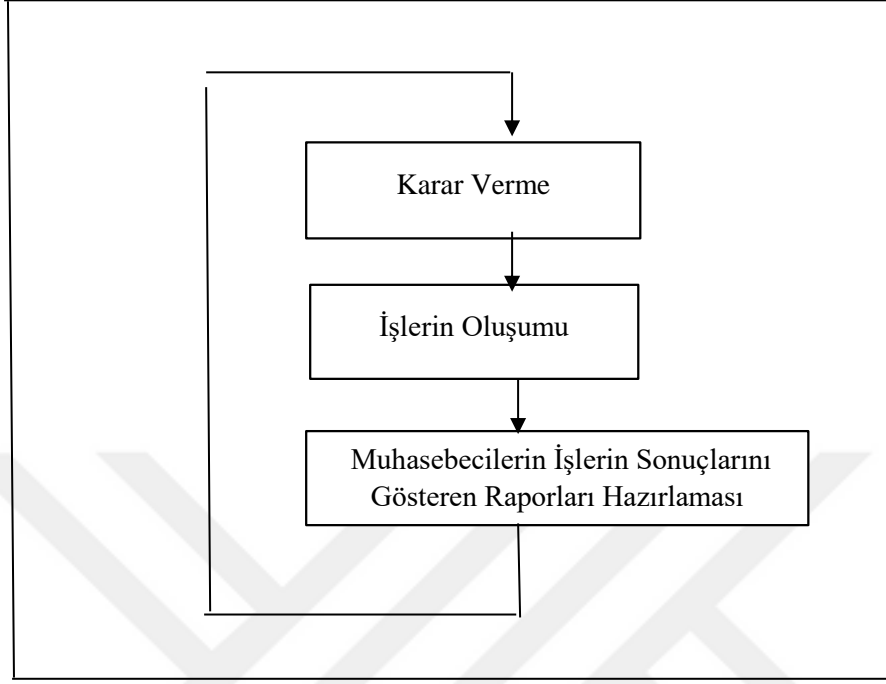 Karar Verme
İşlerin Oluşumu
Muhasebecilerin İşlerin Sonuçlarını
Gösteren Raporları Hazırlaması